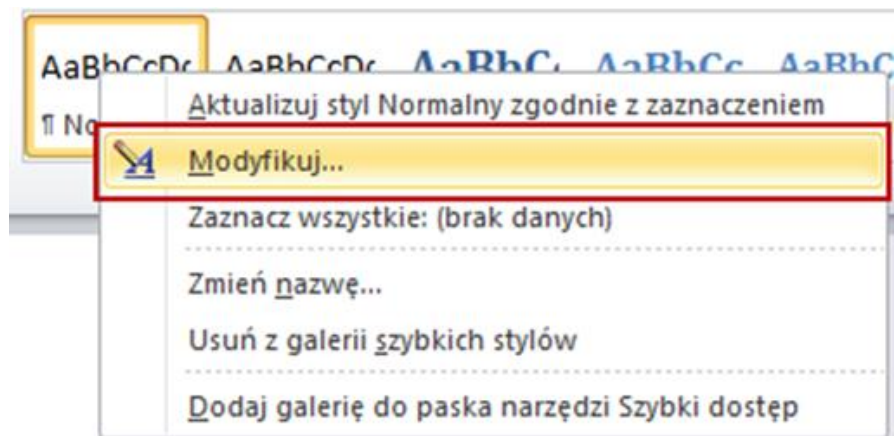 AaBbCcDc AaBbCcDc AaBbC AaBbCc AaBbC
¶ No
Aktualizuj styl Normalny zgodnie z zaznaczeniem
Modyfikuj...
Zaznacz wszystkie: (brak danych)
Zmień nazwę...
Usuń z galerii szybkich stylów
Dodaj galerię do paska narzędzi Szybki dostęp